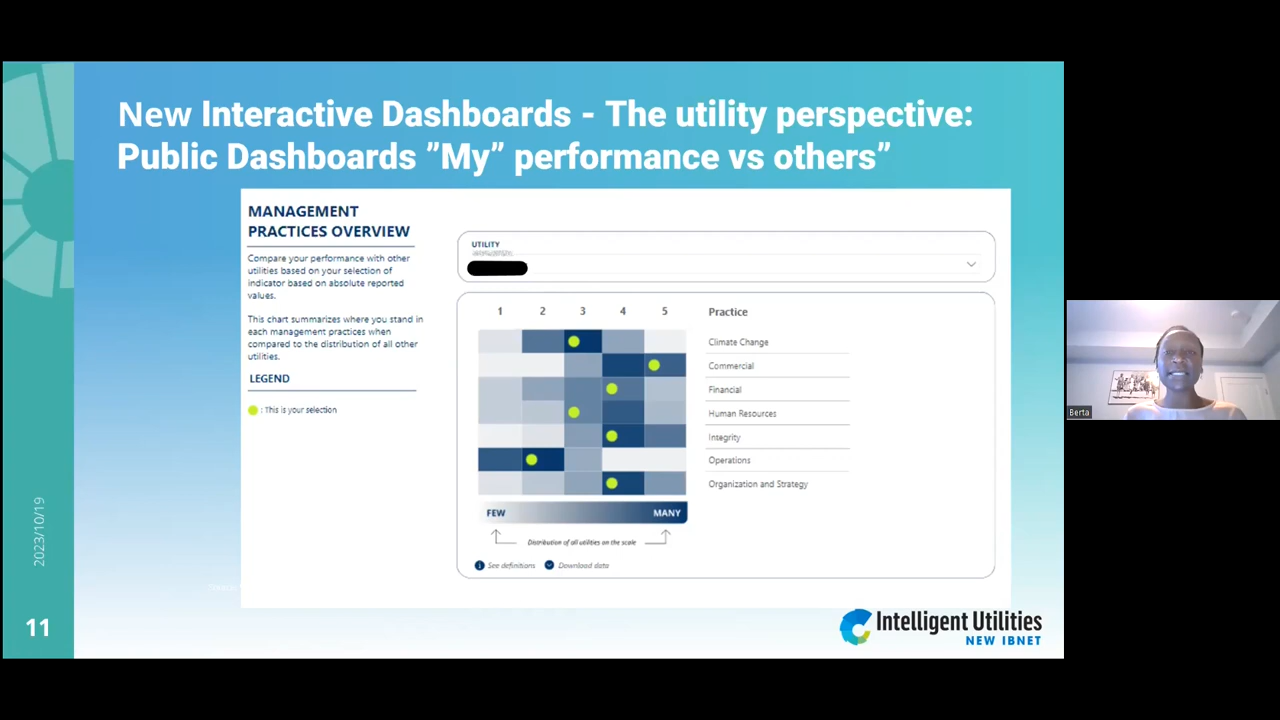 New Interactive Dashboards - The utility perspective:
Public Dashboards ”My” performance vs others”
MANAGEMENT
PRACTICES OVERVIEW
Compare your performance with other
utilities based on your selection of
indicator based on absolute reported
values.
This chart summarizes where you stand in
each management practices when
compared to the distribution of all other
utilities.
LEGEND
: This is your selection
UTILITY
1 2 3 4 5 Practice
Climate Change
Commercial
Financial
Human Resources
Integrity
Operations
Organization and Strategy
FEW MANY
Distribution of all utilities on the scale
See definitions Download data
2023/10/19
11
Intelligent Utilities
NEW IBNET
Berta